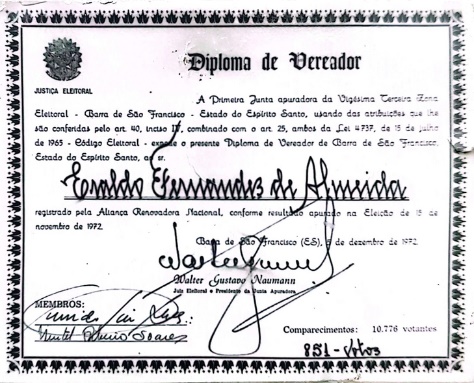 Diploma de Vereador
JUSTIÇA ELEITORAL
A Primeira Junta apuradora da Vigésima Terceira Zona
Eleitoral - Barra de São Francisco - Estado do Espírito Santo, usando das atribuições que lhe
são conferidas pelo art. 40, inciso IV, combinado com o art. 25, ambos da Lei 4737, de 15 de julho
de 1965 - Código Eleitoral - expede o presente Diploma de Vereador de Barra de São Francisco,
Estado do Espírito Santo, ao sr.
Eraldo Fernandes de Almeida
registrado pela Aliança Renovadora Nacional, conforme resultado apurado na Eleição de 15 de
novembro de 1972.
Barra de São Francisco (ES), de dezembro de 1972
Walter Gustavo Naumann
Juiz Eleitoral e Presidente da Junta Apuradora
MEMBROS:
Soares
Comparecimentos: 10.776 votantes
851 - votos